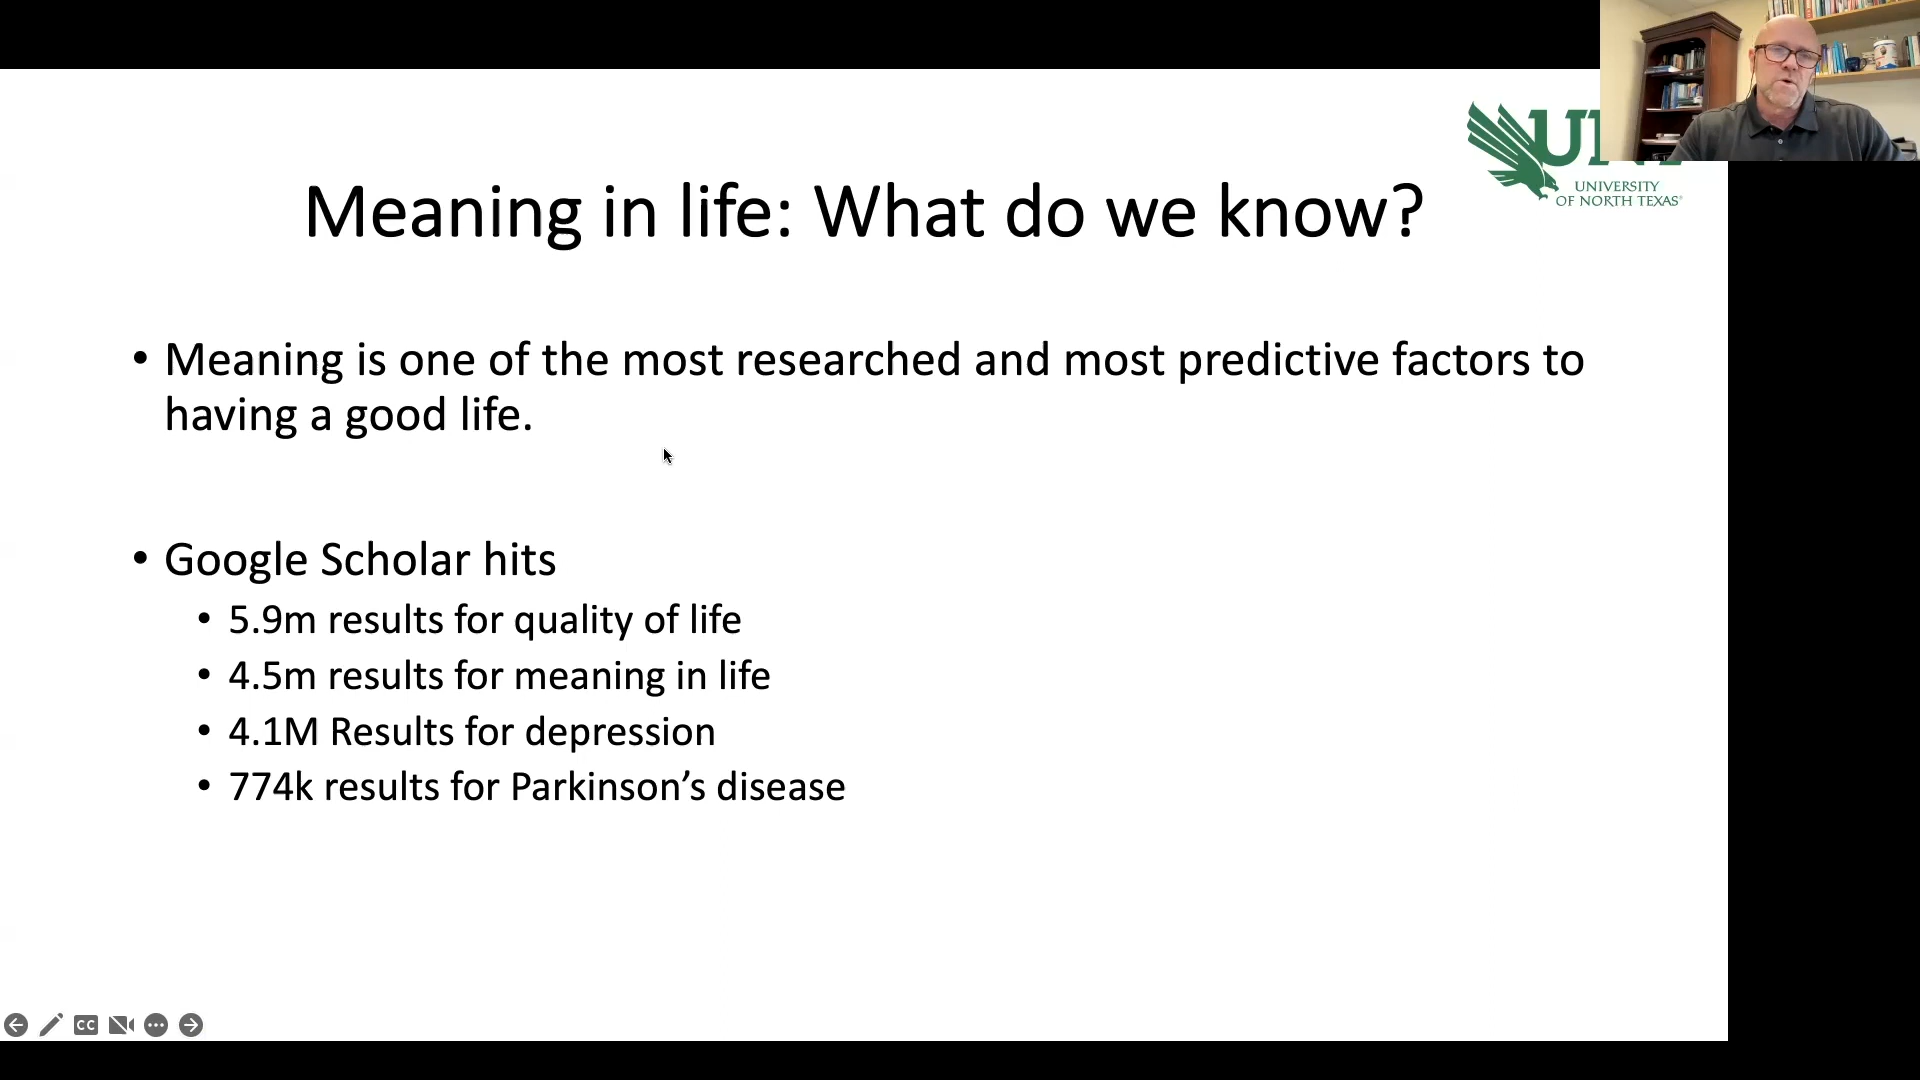 Meaning in life: What do we know?
UNIVERSITY
OF NORTH TEXAS
• Meaning is one of the most researched and most predictive factors to
having a good life.
• Google Scholar hits
• 5.9m results for quality of life
• 4.5m results for meaning in life
• 4.1M Results for depression
• 774k results for Parkinson’s disease
CC